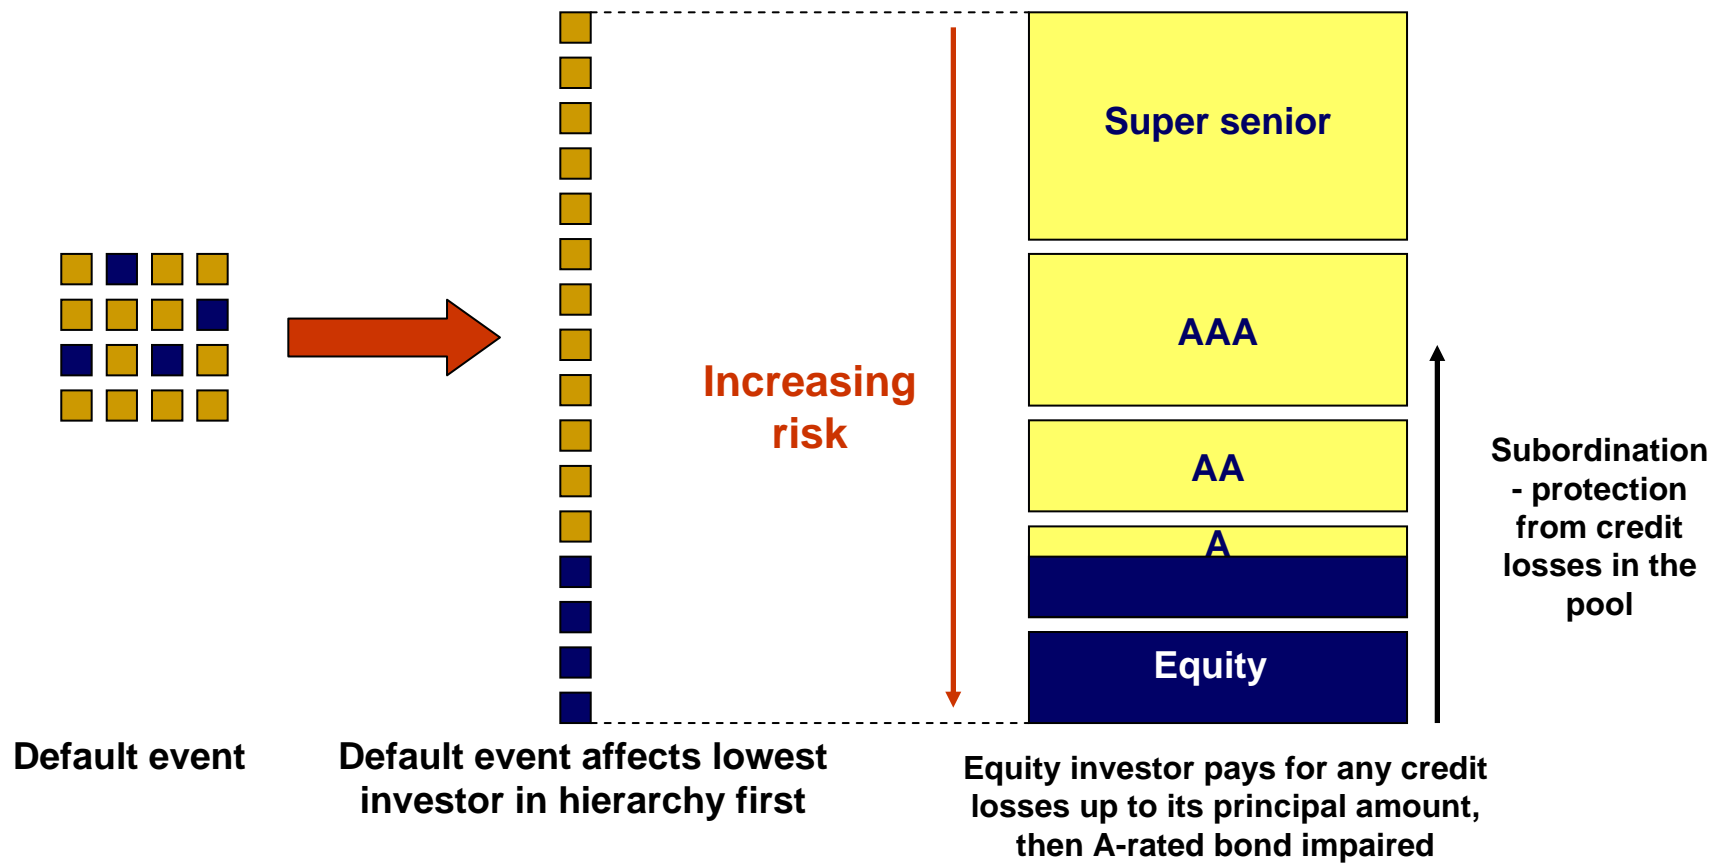 Super senior
AAA
Increasing
risk
AA
A
Equity
Subordination
- protection
from credit
losses in the
pool
Default event
Default event affects lowest
investor in hierarchy first
Equity investor pays for any credit
losses up to its principal amount,
then A-rated bond impaired